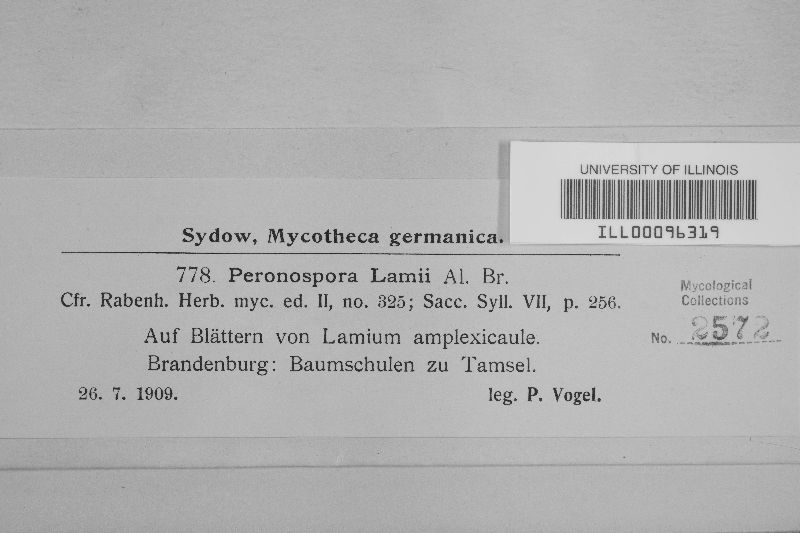 UNIVERSITY OF ILLINOIS
ILL00096319
Sydow, Mycotheca germanica.
778. Peronospora Lamii Al. Br.
Cfr. Rabenh. Herb. myc. ed. II, no. 325; Sacc. Syll. VII, p. 256.
Auf Blättern von Lamium amplexicaule.
Brandenburg: Baumschulen zu Tamsel.
26. 7. 1909. leg. P. Vogel.
Mycological
Collections
No. 2572